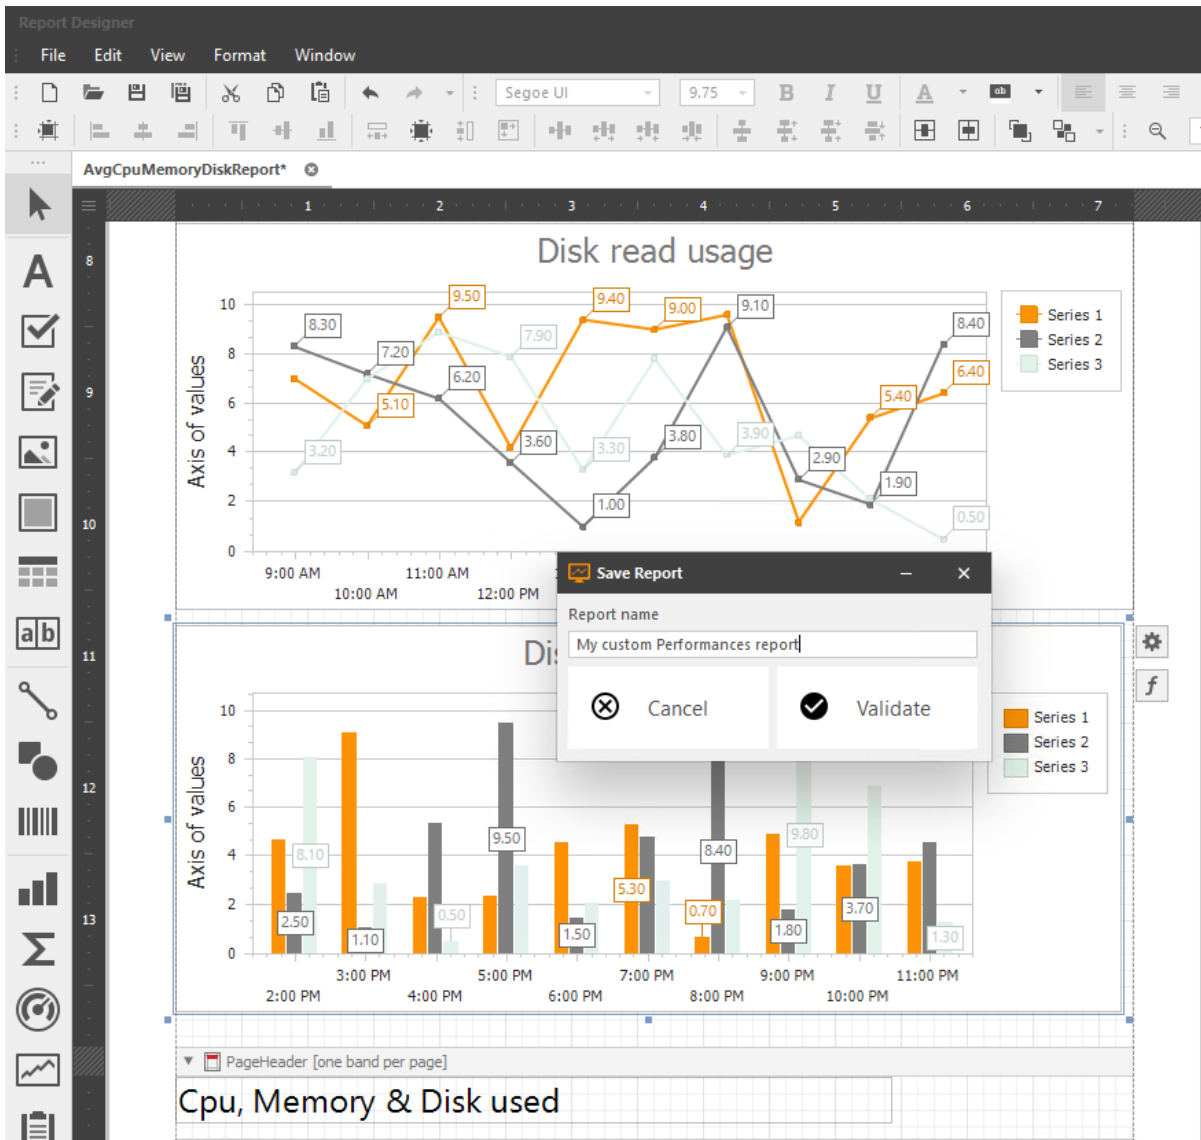 Report Designer
File Edit View Format Window
Segoe UI 9.75 B I U A ab
AvgCpuMemoryDiskReport*
1 2 3 4 5 6 7
8
9
10
11
12
13
A
a b
Disk read usage
Axis of values
10
8
6
4
2
0
8.30
7.20
9.50
5.10
6.20
3.20
7.90
3.60
9.40
3.30
1.00
9.00
3.80
9.10
3.90
2.90
5.40
1.90
8.40
6.40
0.50
Series 1
Series 2
Series 3
9:00 AM
10:00 AM
11:00 AM
12:00 PM
Save Report
Report name
My custom Performances report
Cancel
Validate
f
Axis of values
10
8
6
4
2
0
8.10
2.50
1.10
0.50
9.50
1.50
5.30
0.70
8.40
9.80
1.80
3.70
1.30
Series 1
Series 2
Series 3
2:00 PM
3:00 PM
4:00 PM
5:00 PM
6:00 PM
7:00 PM
8:00 PM
9:00 PM
10:00 PM
11:00 PM
PageHeader [one band per page]
Cpu, Memory & Disk used